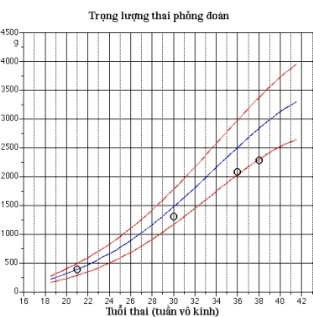 Trọng lượng thai phỏng đoán
4500
g
4000
3500
3000
2500
2000
1500
1000
500
0
16 18 20 22 24 26 28 30 32 34 36 38 40 42
Tuổi thai (tuần vô kinh)